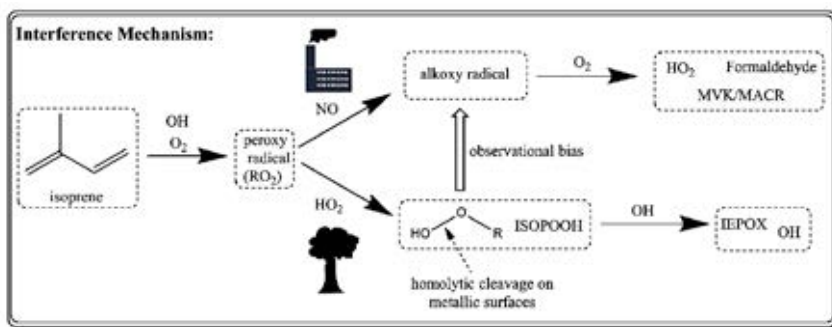 Interference Mechanism:
isoprene
OH
O₂
peroxy
radical
(RO₂)
NO
HO₂
alkoxy radical
O₂
HO₂ Formaldehyde
MVK/MACR
observational bias
HO O R ISOPOOH
OH
IEPOX OH
homolytic cleavage on
metallic surfaces